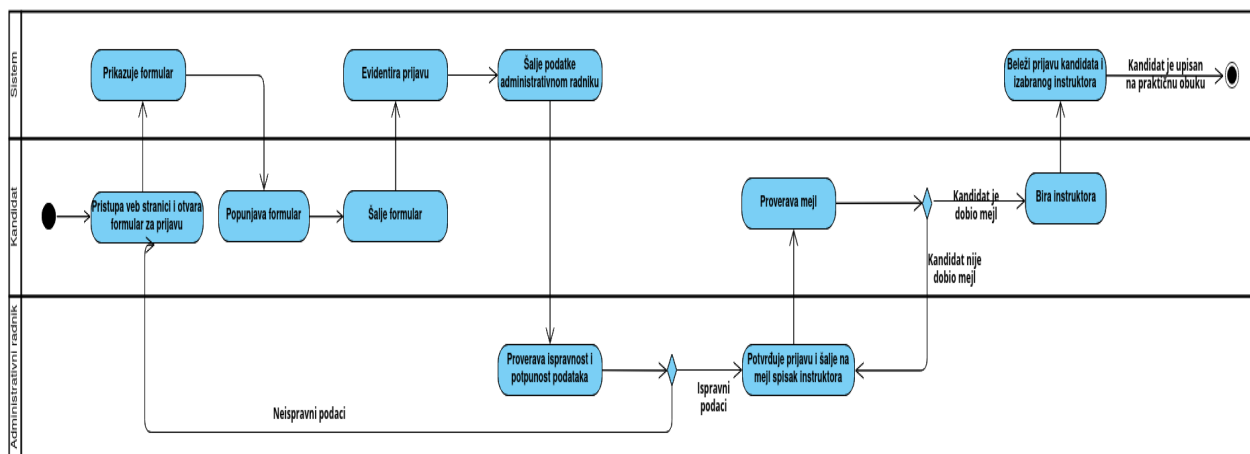 Sistem
Prikazuje formular
Evidentira prijavu
Šalje podatke
administrativnom radniku
Beleži prijavu kandidata i
izabranog instruktora
Kandidat je upisan
na praktičnu obuku
Kandidat
Pristupa veb stranici i otvara
formular za prijavu
Popunjava formular
Šalje formular
Proverava mejl
Kandidat je
dobio mejl
Bira instruktora
Kandidat nije
dobio mejl
Administrativni radnik
Proverava ispravnost i
potpunost podataka
Ispravni
podaci
Potvrđuje prijavu i šalje na
mejl spisak instruktora
Neispravni podaci